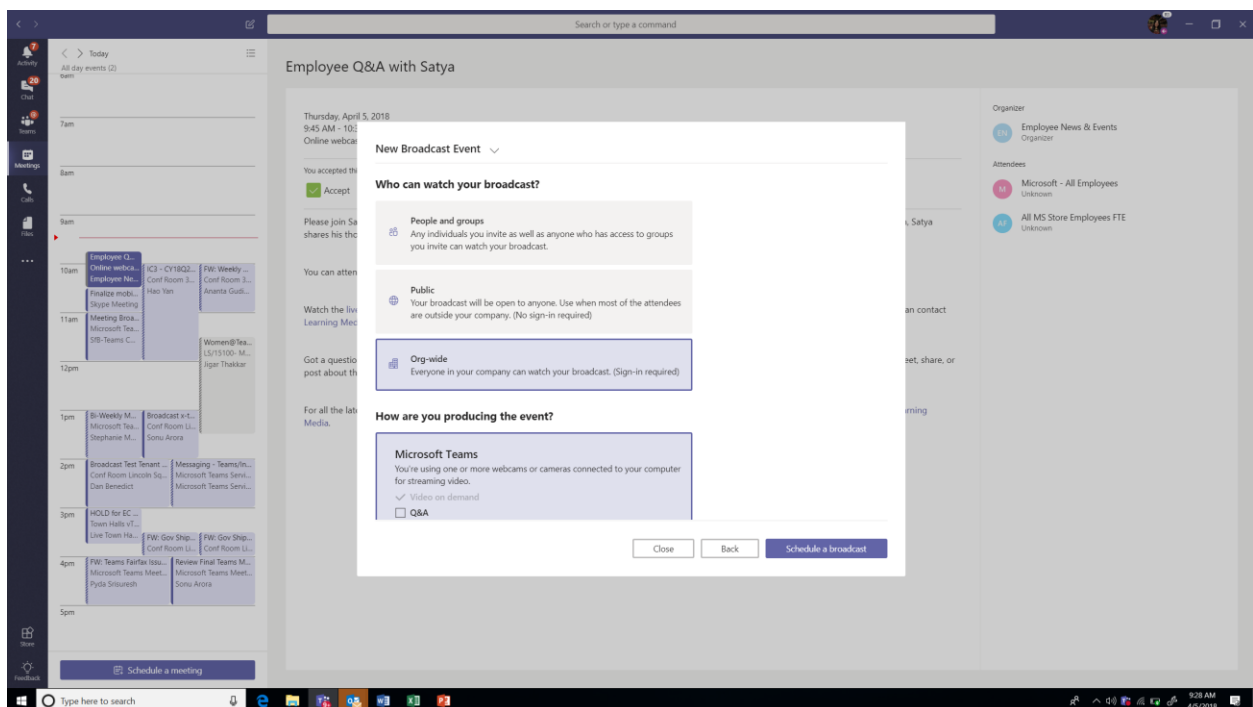 Search or type a command
7
Activity
20
Chat
Teams
Meetings
Calls
Files
...
Store
Feedback
Today
All day events (2)
6am
7am
8am
9am
10am
11am
12pm
1pm
2pm
3pm
4pm
5pm
Employee Q...
Online webca...
Employee Ne...
IC3 - CY18Q2...
Conf Room 3...
Hao Yan
FW: Weekly ...
Conf Room 3...
Ananta Gudi...
Finalize mobi...
Skype Meeting
Meeting Broa...
Microsoft Tea...
SfB-Teams C...
Women@Tea...
LS/15100- M...
Jigar Thakkar
Bi-Weekly M...
Microsoft Tea...
Stephanie M...
Broadcast x-t...
Conf Room Li...
Sonu Arora
Broadcast Test Tenant ...
Conf Room Lincoln Sq...
Dan Benedict
Messaging - Teams/In...
Microsoft Teams Servi...
Microsoft Teams Servi...
HOLD for EC ...
Town Halls vT...
Live Town Ha...
FW: Gov Ship...
Conf Room Li...
FW: Gov Ship...
Conf Room Li...
FW: Teams Fairfax Issu...
Microsoft Teams Meet...
Pyda Srisuresh
Review Final Teams M...
Microsoft Teams Meet...
Sonu Arora
Schedule a meeting
Employee Q&A with Satya
Thursday, April 5, 2018
9:45 AM - 10:
Online webcas
You accepted thi
Accept
Please join Sa
, Satya
shares his tho
You can atten
Watch the live
an contact
Learning Med
Got a questio
eet, share, or
post about th
For all the lat
arning
Media.
New Broadcast Event
Who can watch your broadcast?
People and groups
Any individuals you invite as well as anyone who has access to groups
you invite can watch your broadcast.
Public
Your broadcast will be open to anyone. Use when most of the attendees
are outside your company. (No sign-in required)
Org-wide
Everyone in your company can watch your broadcast. (Sign-in required)
How are you producing the event?
Microsoft Teams
You're using one or more webcams or cameras connected to your computer
for streaming video.
Video on demand
Q&A
Close
Back
Schedule a broadcast
Organizer
EN
Employee News & Events
Organizer
Attendees
M
Microsoft - All Employees
Unknown
AF
All MS Store Employees FTE
Unknown
Type here to search
9:28 AM
4/5/2018